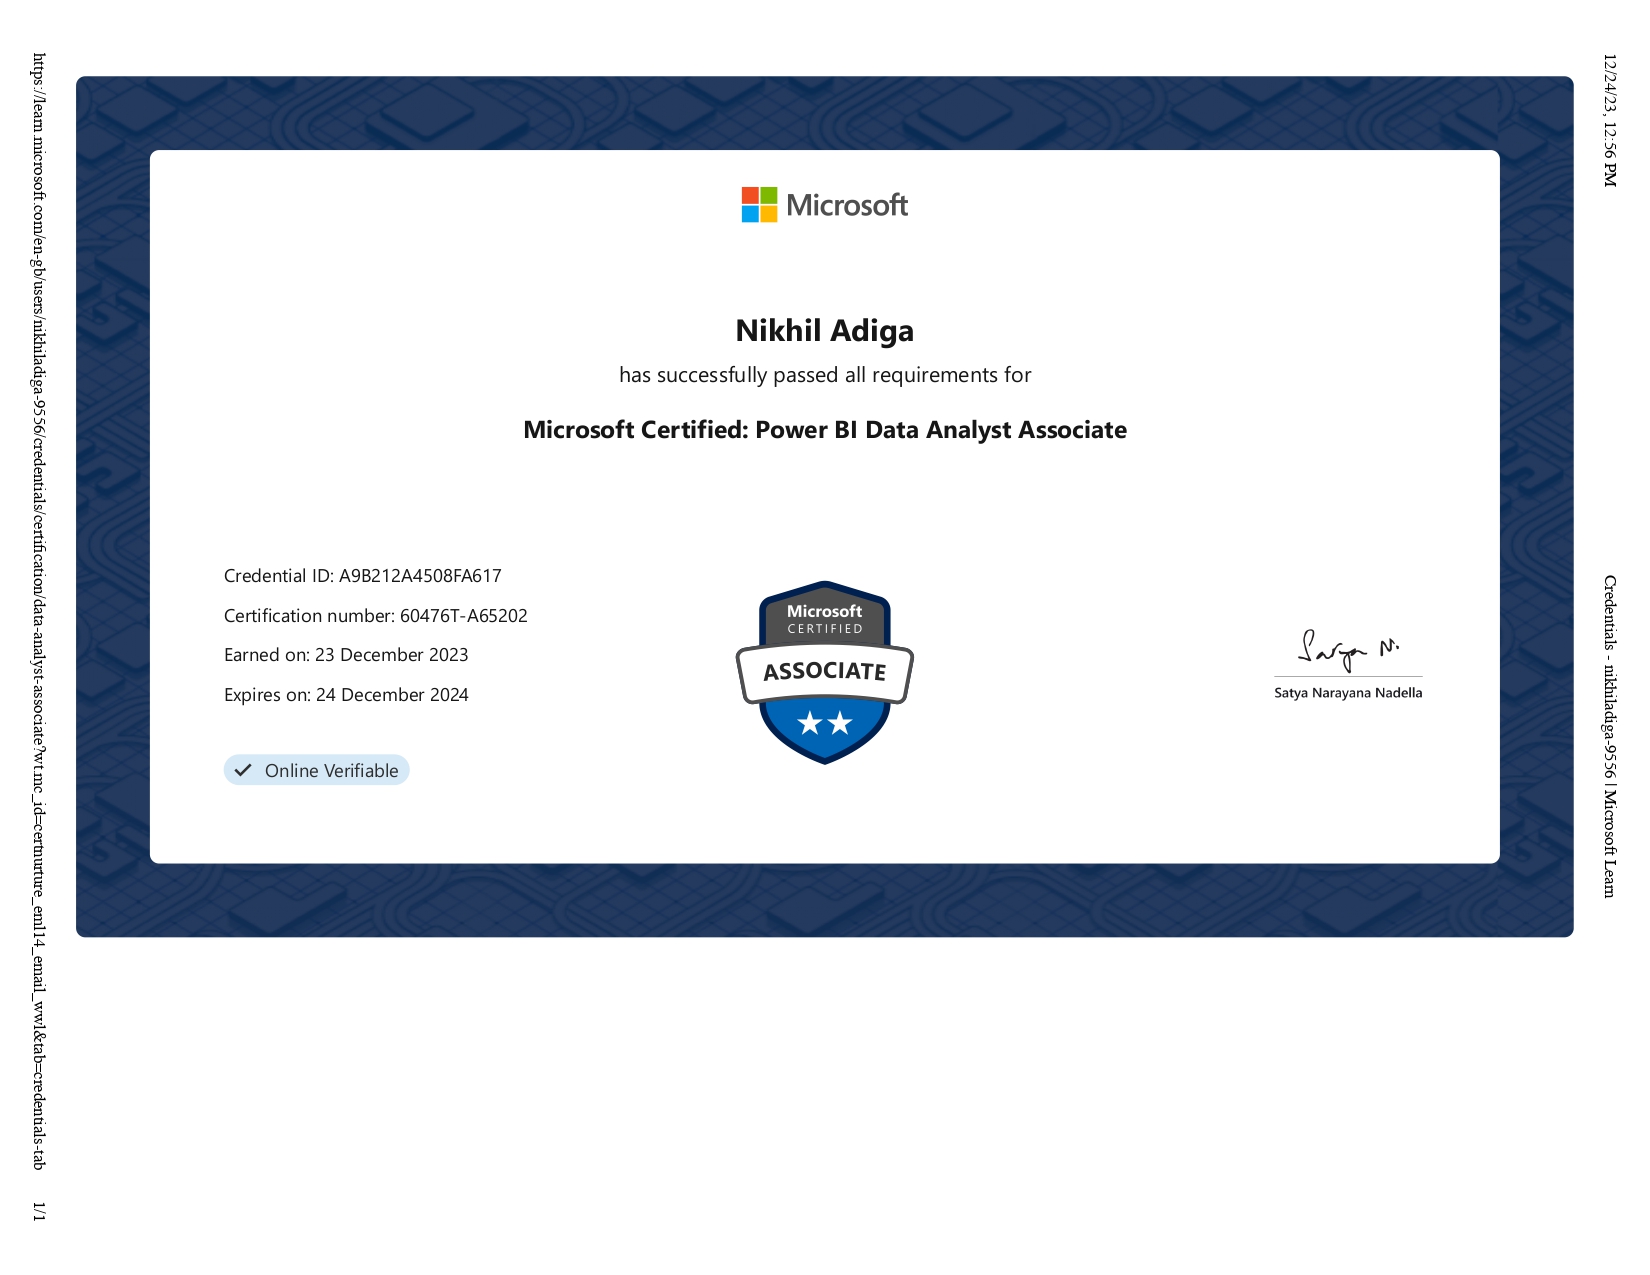 12/24/23, 12:56 PM
Credentials - nikhiladiga-9556 | Microsoft Learn
Microsoft
Nikhil Adiga
has successfully passed all requirements for
Microsoft Certified: Power BI Data Analyst Associate
Credential ID: A9B212A4508FA617
Certification number: 60476T-A65202
Earned on: 23 December 2023
Expires on: 24 December 2024
Online Verifiable
Microsoft
CERTIFIED
ASSOCIATE
Satya N.
Satya Narayana Nadella
https://learn.microsoft.com/en-gb/users/nikhiladiga-9556/credentials/certification/data-analyst-associate?wt.mc_id=certnurture_eml14_email_wwl&tab=credentials-tab
1/1